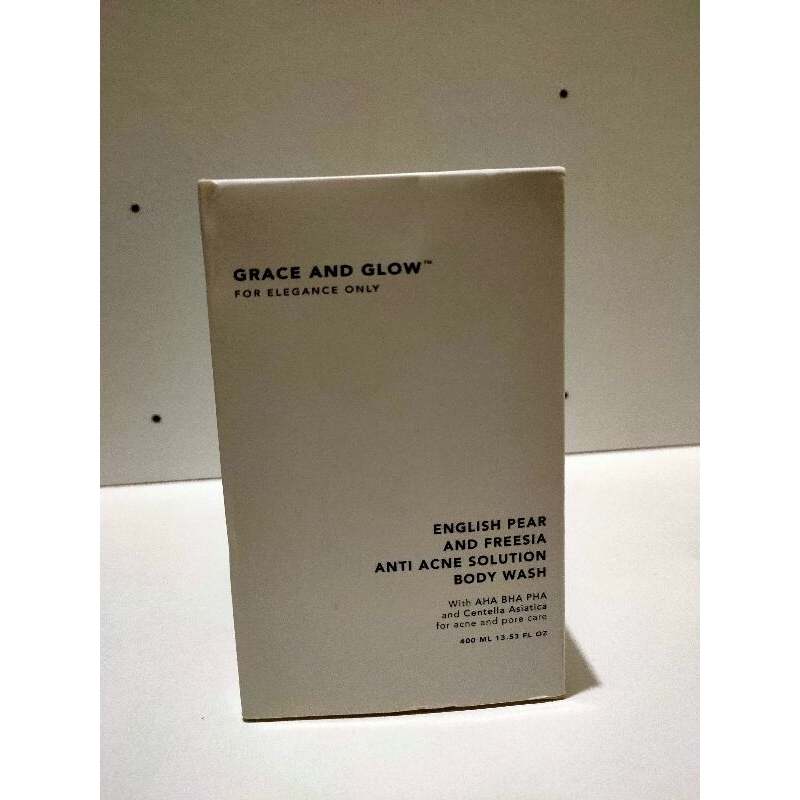 GRACE AND GLOW™
FOR ELEGANCE ONLY
ENGLISH PEAR
AND FREESIA
ANTI ACNE SOLUTION
BODY WASH
With AHA BHA PHA
and Centella Asiatica
for acne and pore care
400 ML 13.53 FL OZ